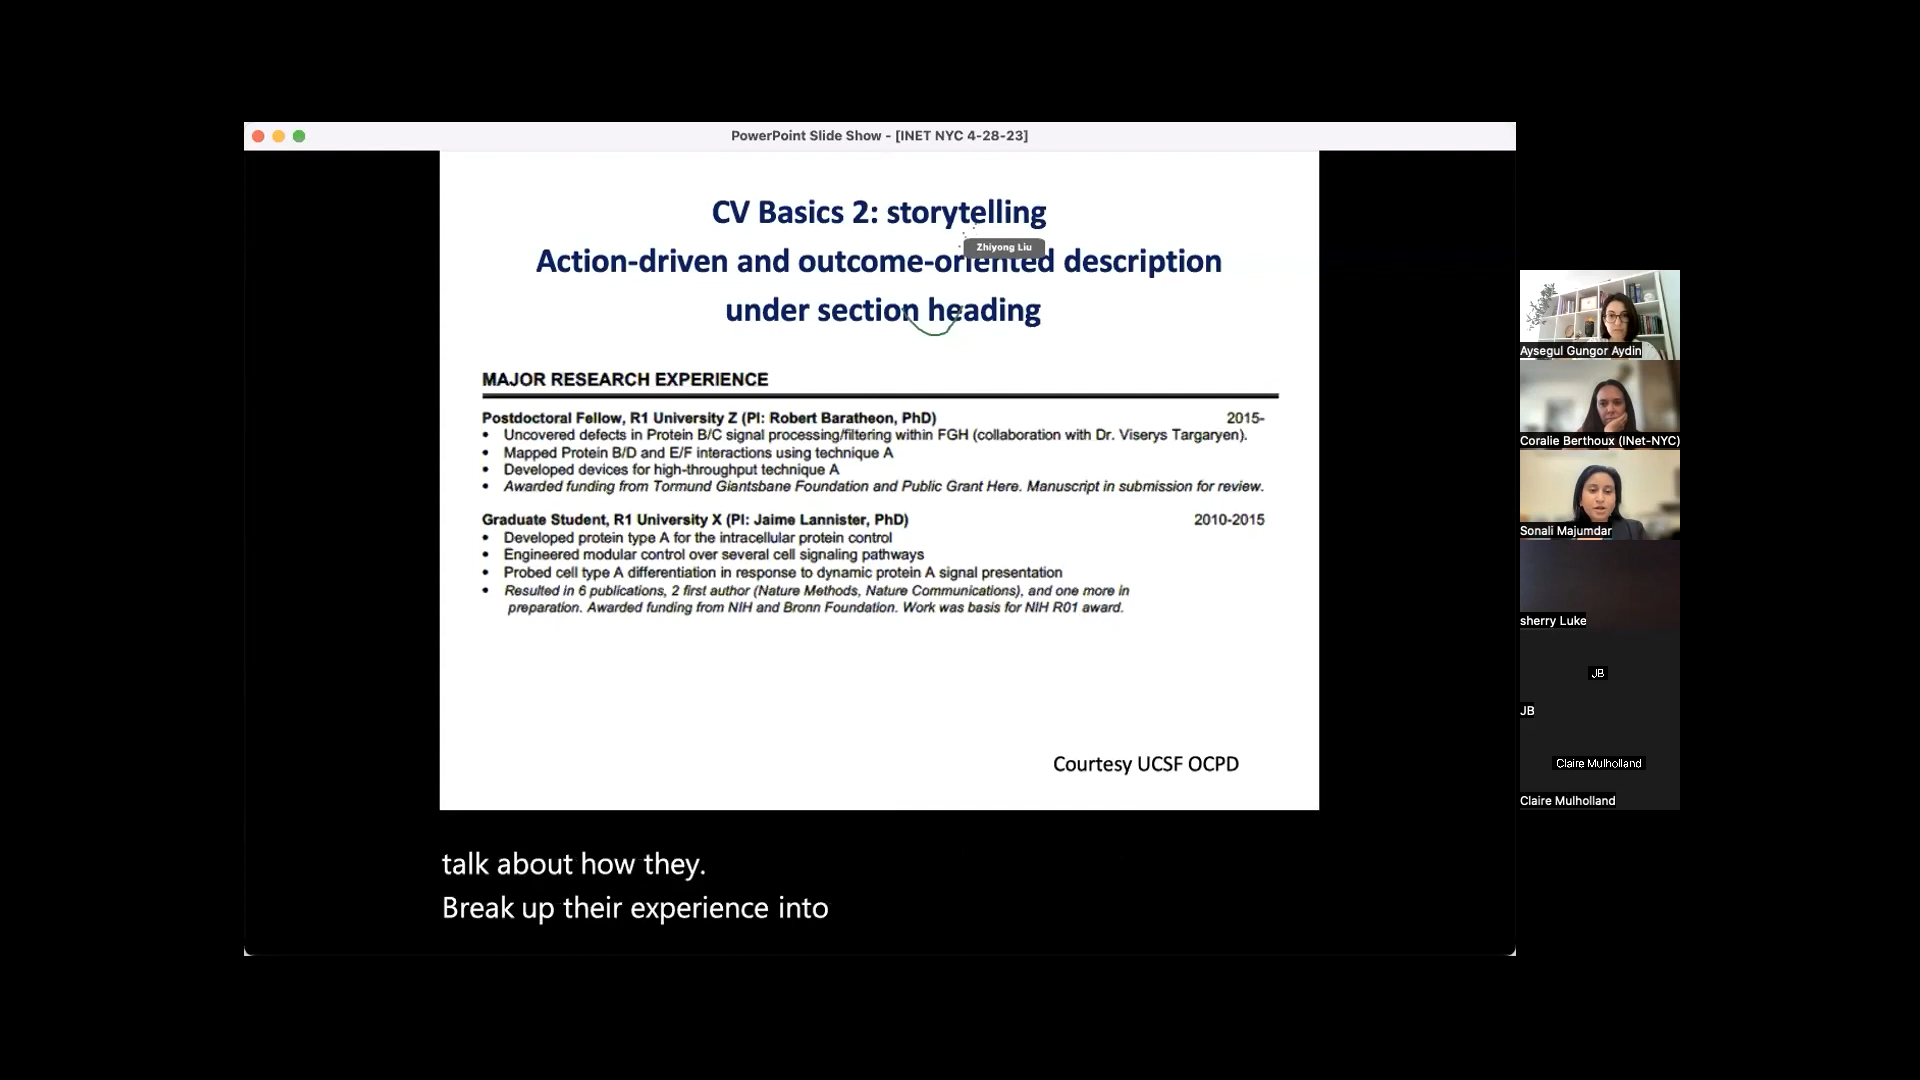 PowerPoint Slide Show - [INET NYC 4-28-23]
CV Basics 2: storytelling
Zhiyong Liu
Action-driven and outcome-oriented description
under section heading
MAJOR RESEARCH EXPERIENCE
Postdoctoral Fellow, R1 University Z (PI: Robert Baratheon, PhD) 2015-
• Uncovered defects in Protein B/C signal processing/filtering within FGH (collaboration with Dr. Viserys Targaryen).
• Mapped Protein B/D and E/F interactions using technique A
• Developed devices for high-throughput technique A
• Awarded funding from Tormund Giantsbane Foundation and Public Grant Here. Manuscript in submission for review.
Graduate Student, R1 University X (PI: Jaime Lannister, PhD) 2010-2015
• Developed protein type A for the intracellular protein control
• Engineered modular control over several cell signaling pathways
• Probed cell type A differentiation in response to dynamic protein A signal presentation
• Resulted in 6 publications, 2 first author (Nature Methods, Nature Communications), and one more in
preparation. Awarded funding from NIH and Bronn Foundation. Work was basis for NIH R01 award.
Courtesy UCSF OCPD
talk about how they.
Break up their experience into
Aysegul Gungor Aydin
Coralie Berthoux (INet-NYC)
Sonali Majumdar
sherry Luke
JB
JB
Claire Mulholland
Claire Mulholland